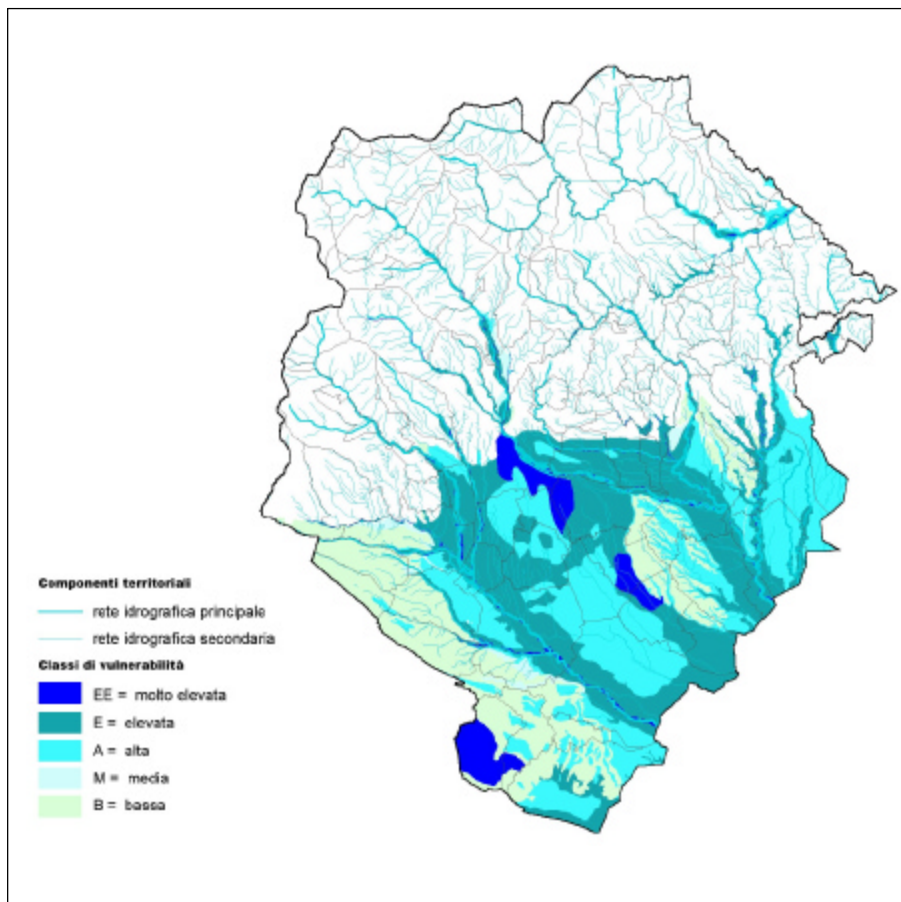 Componenti territoriali
rete idrografica principale
rete idrografica secondaria
Classi di vulnerabilità
EE = molto elevata
E = elevata
A = alta
M = media
B = bassa